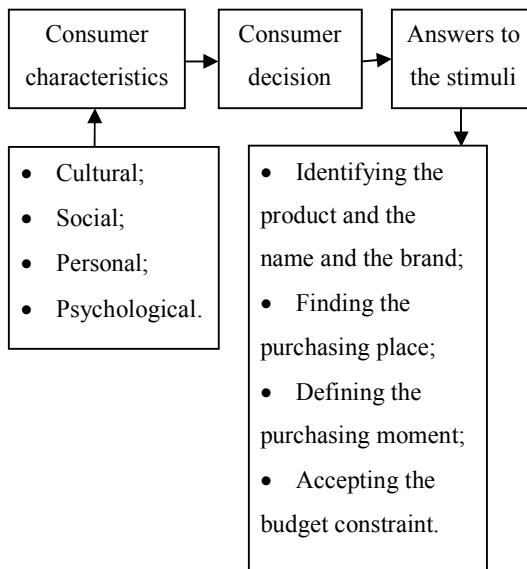 Consumer
characteristics
Consumer
decision
Answers to
the stimuli
• Cultural;
• Social;
• Personal;
• Psychological.
• Identifying the
product and the
name and the brand;
• Finding the
purchasing place;
• Defining the
purchasing moment;
• Accepting the
budget constraint.